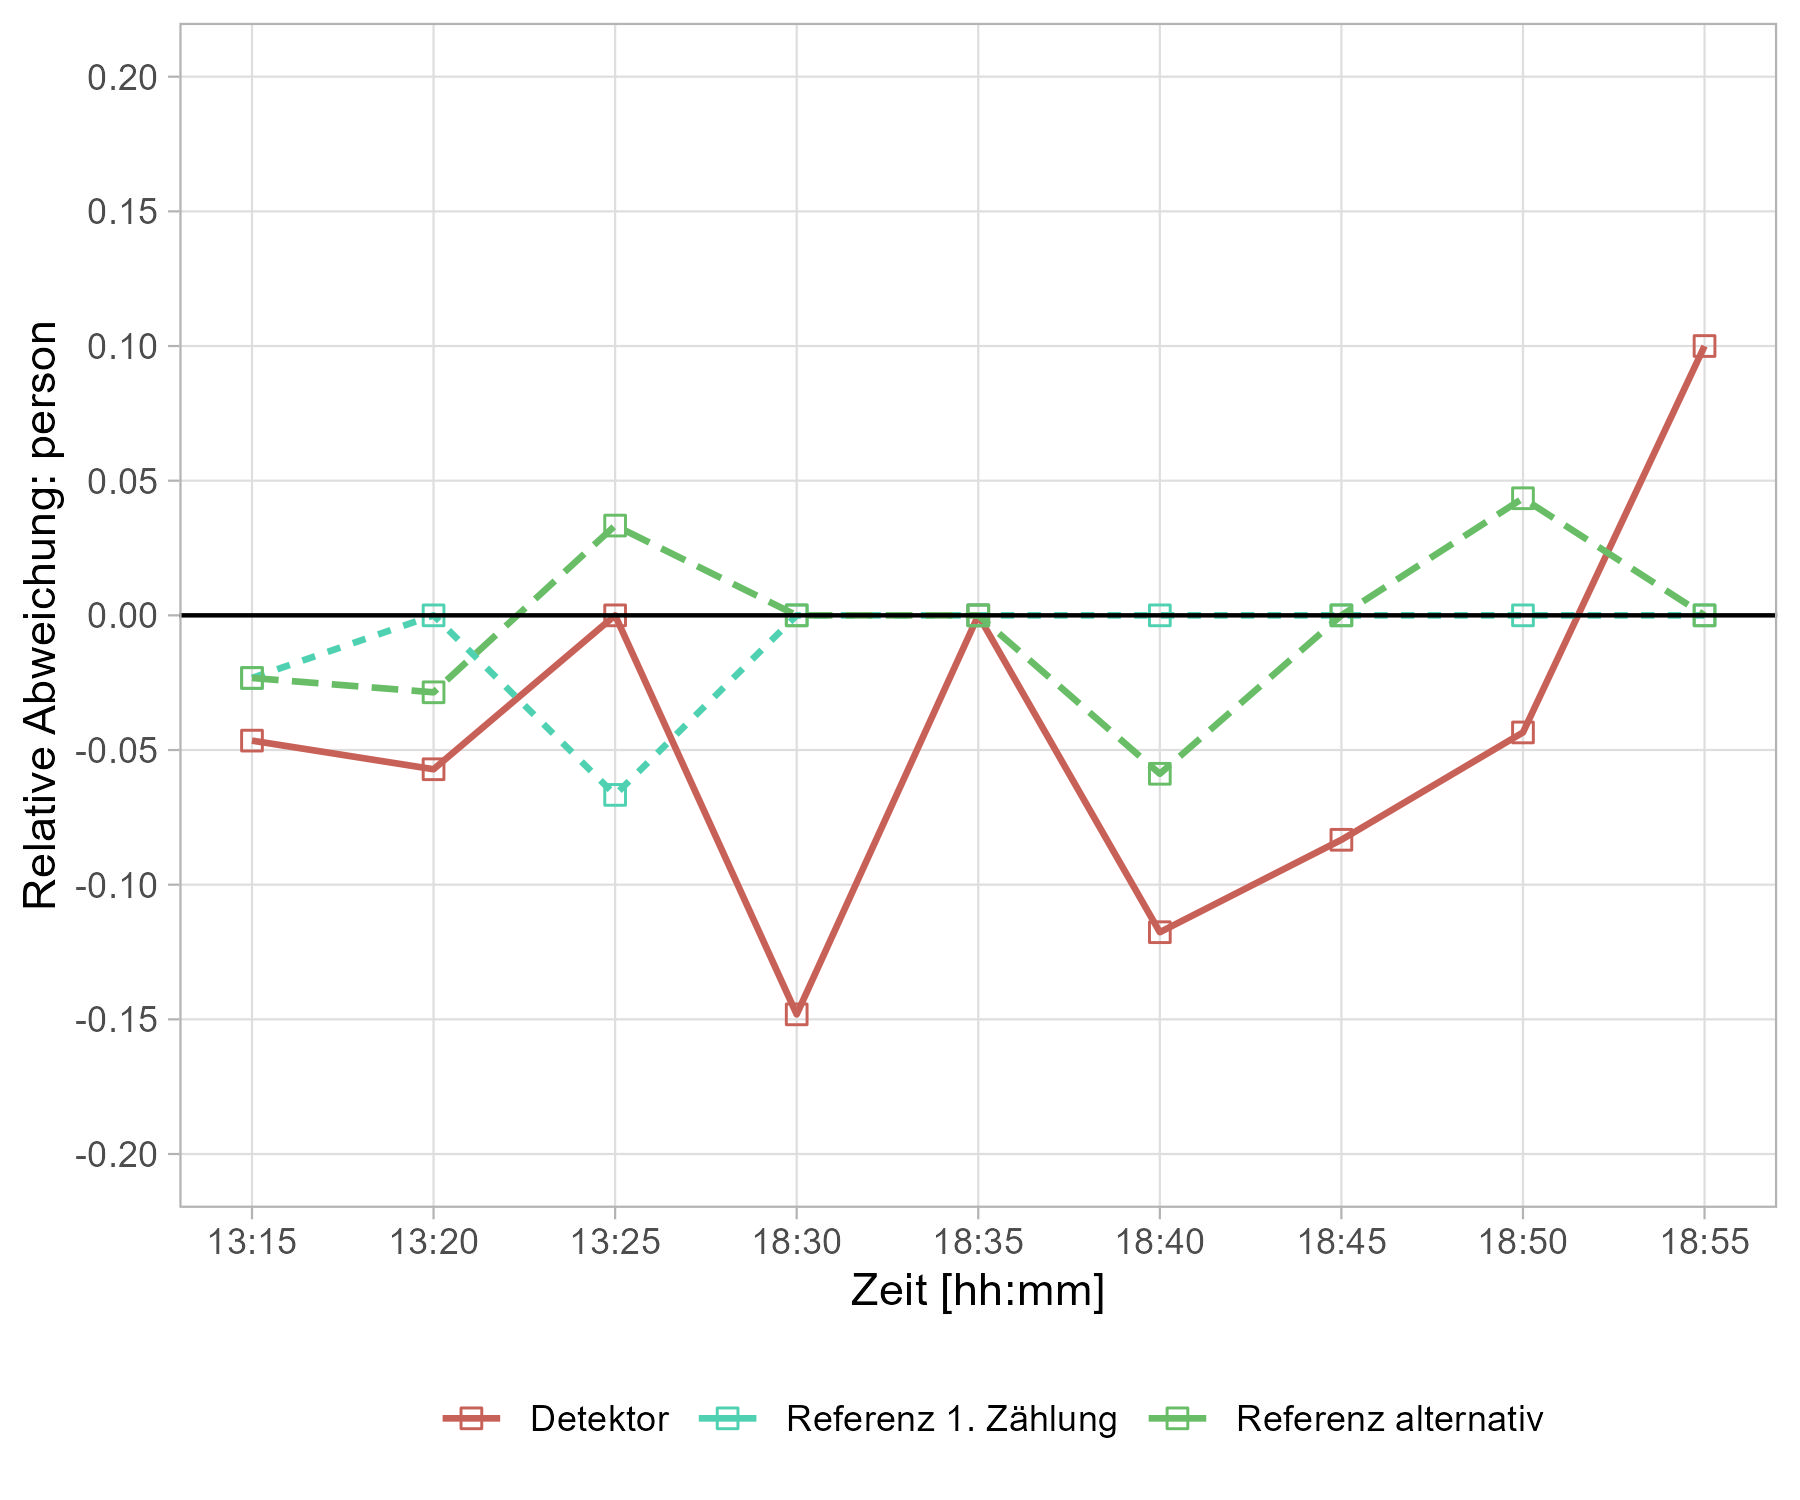 Relative Abweichung: person
0.20
0.15
0.10
0.05
0.00
-0.05
-0.10
-0.15
-0.20
13:15 13:20 13:25 18:30 18:35 18:40 18:45 18:50 18:55
Zeit [hh:mm]
Detektor Referenz 1. Zählung Referenz alternativ